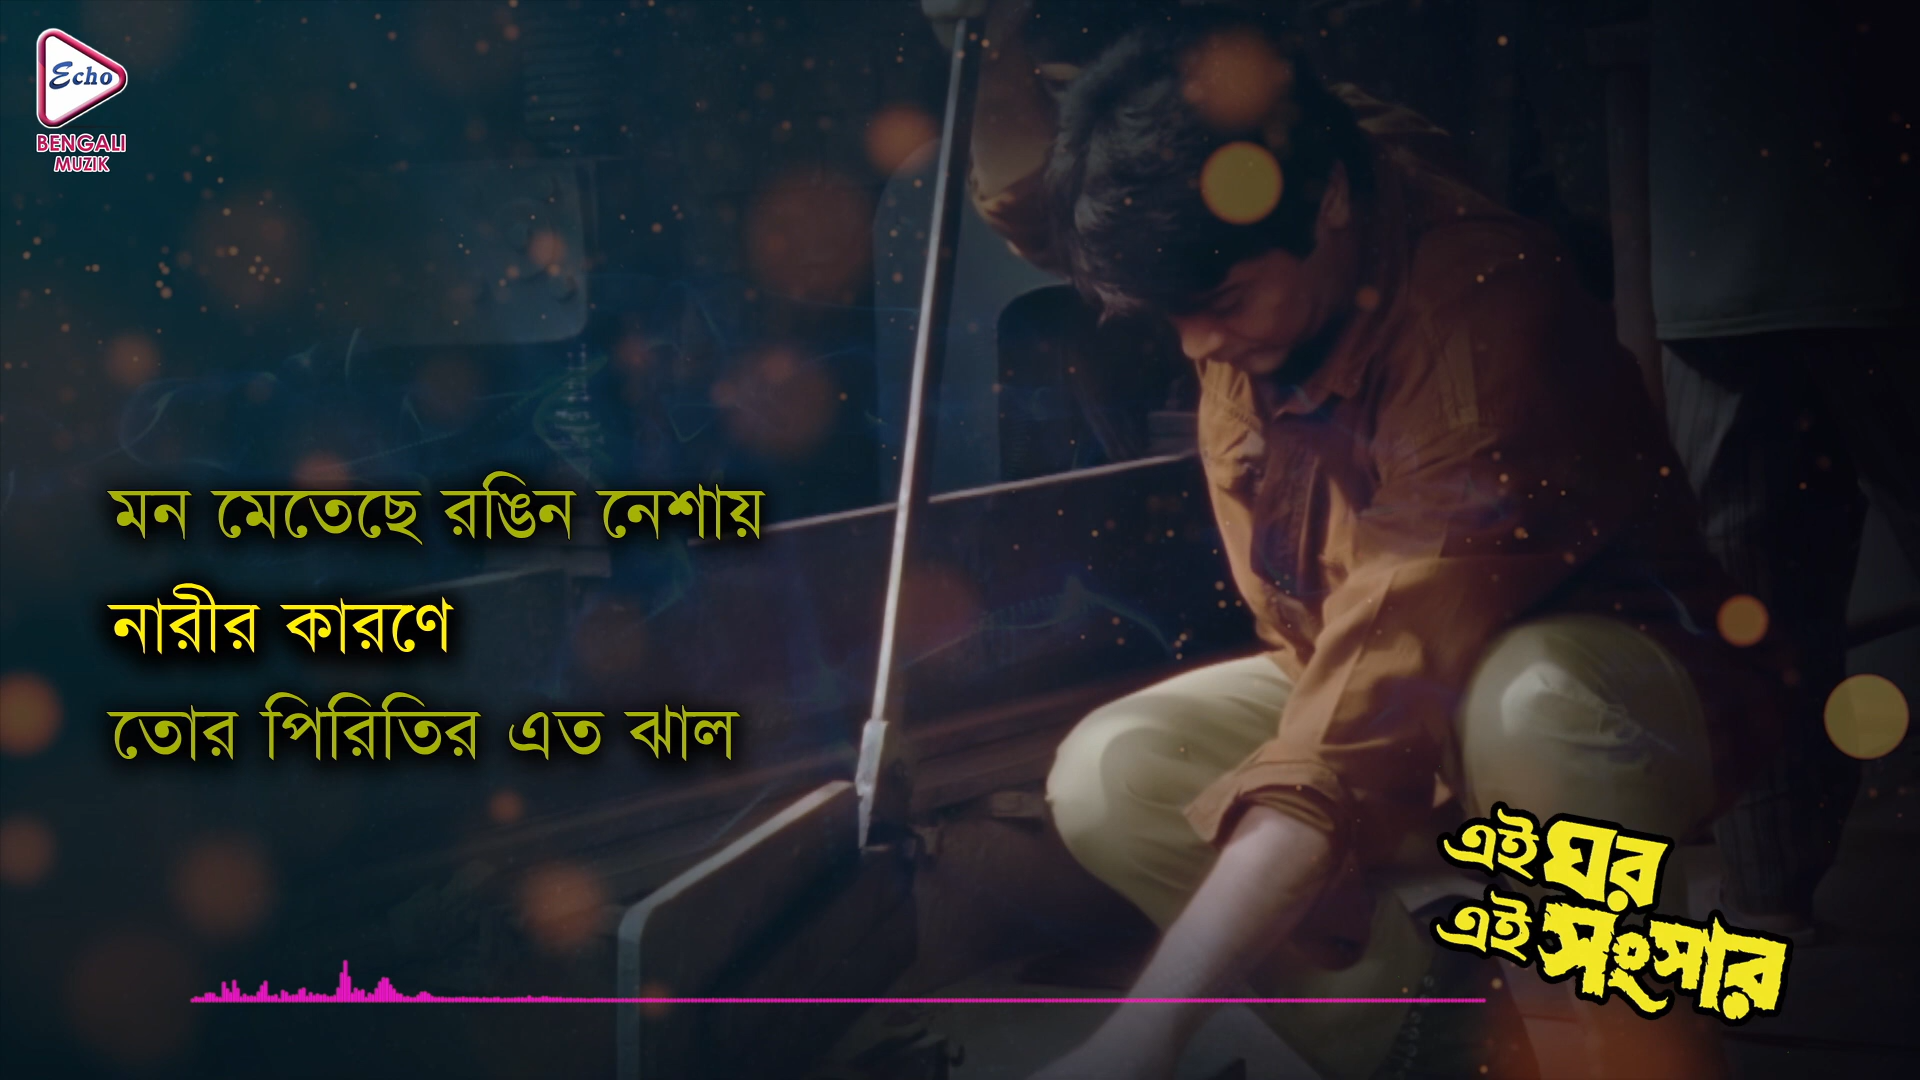 Echo
BENGALI
MUZIK
মন মেতেছে রঙিন নেশায়
নারীর কারণে
তোর পিরিতির এত ঝাল
এই ঘর
এই সংসার